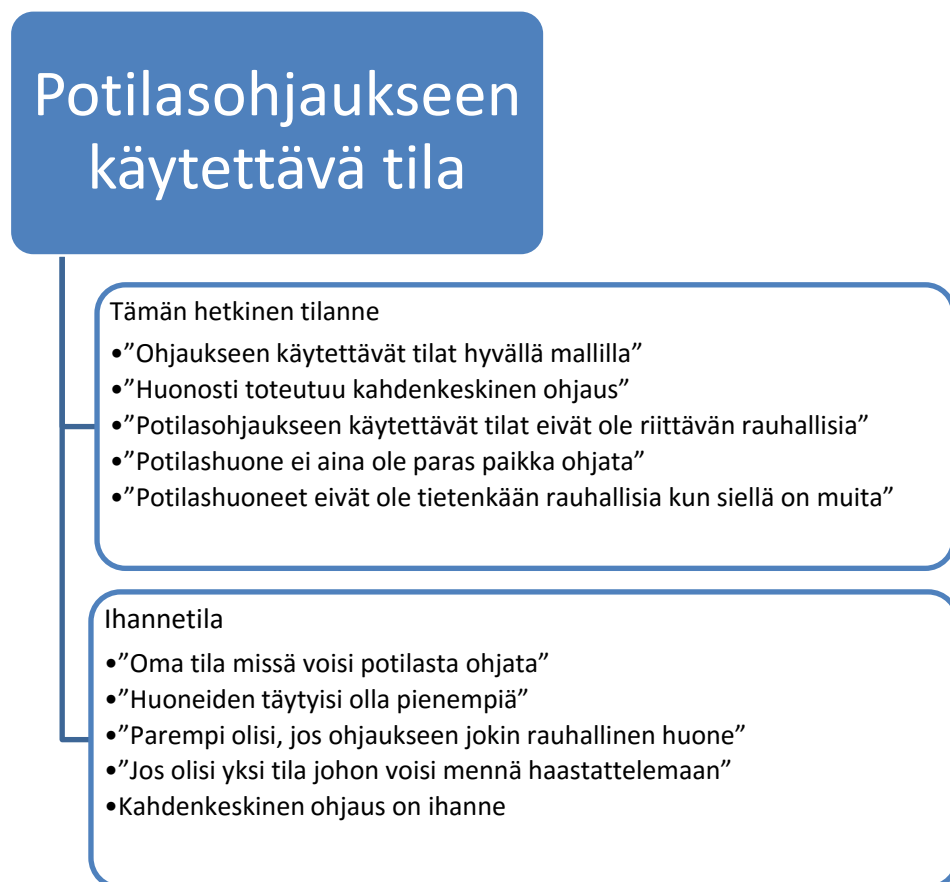 Potilasohjaukseen
käytettävä tila
Tämän hetkinen tilanne
•”Ohjaukseen käytettävät tilat hyvällä mallilla”
•”Huonosti toteutuu kahdenkeskinen ohjaus”
•”Potilasohjaukseen käytettävät tilat eivät ole riittävän rauhallisia”
•”Potilashuone ei aina ole paras paikka ohjata”
•”Potilashuoneet eivät ole tietenkään rauhallisia kun siellä on muita”
Ihannetila
•”Oma tila missä voisi potilasta ohjata”
•”Huoneiden täytyisi olla pienempiä”
•”Parempi olisi, jos ohjaukseen jokin rauhallinen huone”
•”Jos olisi yksi tila johon voisi mennä haastattelemaan”
•Kahdenkeskinen ohjaus on ihanne